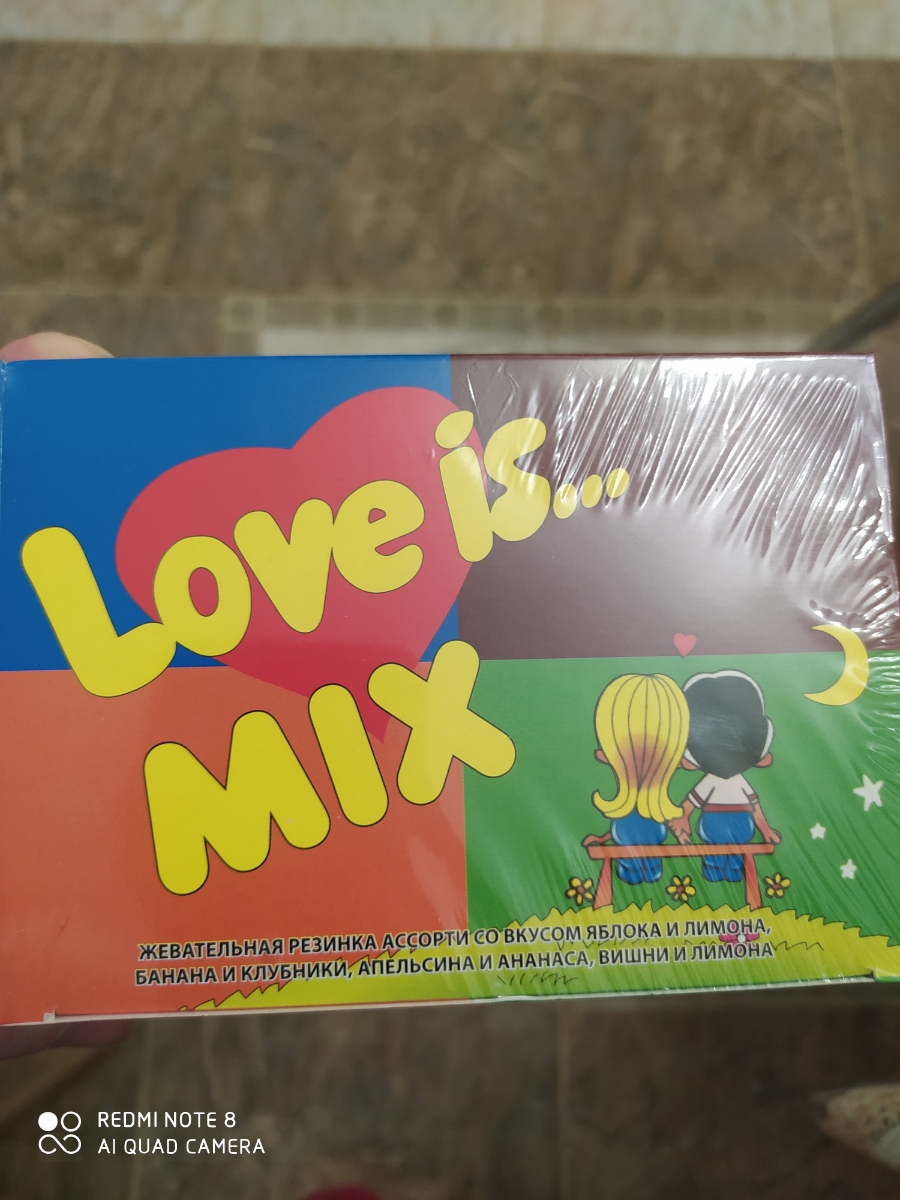 Love is...
MIX
ЖЕВАТЕЛЬНАЯ РЕЗИНКА АССОРТИ СО ВКУСОМ ЯБЛОКА И ЛИМОНА,
БАНАНА И КЛУБНИКИ, АПЕЛЬСИНА И АНАНАСА, ВИШНИ И ЛИМОНА
REDMI NOTE 8
AI QUAD CAMERA